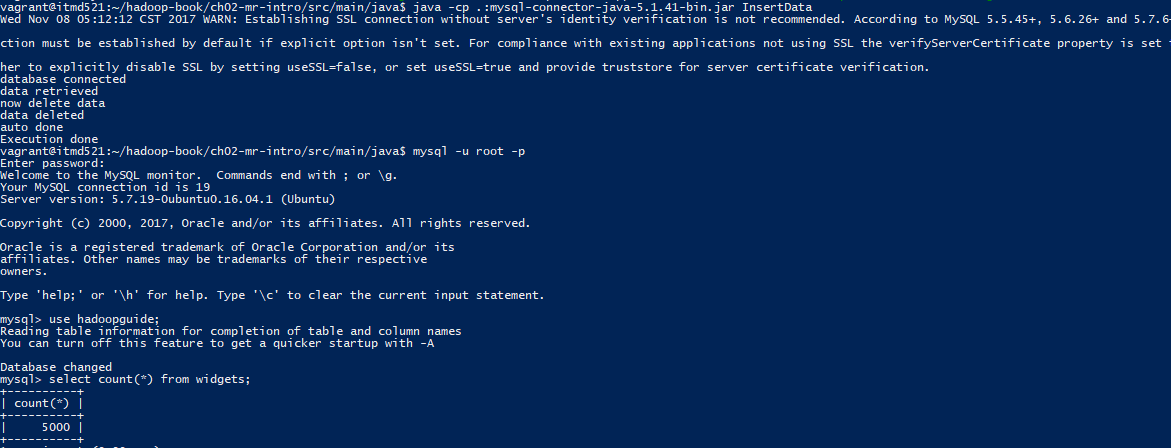 vagrant@itmd521:~/hadoop-book/ch02-mr-intro/src/main/java$ java -cp .:mysql-connector-java-5.1.41-bin.jar InsertData
Wed Nov 08 05:12:12 CST 2017 WARN: Establishing SSL connection without server's identity verification is not recommended. According to MySQL 5.5.45+, 5.6.26+ and 5.7.6
ction must be established by default if explicit option isn't set. For compliance with existing applications not using SSL the verifyServerCertificate property is set
her to explicitly disable SSL by setting useSSL=false, or set useSSL=true and provide truststore for server certificate verification.
database connected
data retrieved
now delete data
data deleted
auto done
Execution done
vagrant@itmd521:~/hadoop-book/ch02-mr-intro/src/main/java$ mysql -u root -p
Enter password:
Welcome to the MySQL monitor.  Commands end with ; or \g.
Your MySQL connection id is 19
Server version: 5.7.19-0ubuntu0.16.04.1 (Ubuntu)
Copyright (c) 2000, 2017, Oracle and/or its affiliates. All rights reserved.
Oracle is a registered trademark of Oracle Corporation and/or its
affiliates. Other names may be trademarks of their respective
owners.
Type 'help;' or '\h' for help. Type '\c' to clear the current input statement.
mysql> use hadoopguide;
Reading table information for completion of table and column names
You can turn off this feature to get a quicker startup with -A
Database changed
mysql> select count(*) from widgets;
+----------+
| count(*) |
+----------+
|     5000 |
+----------+